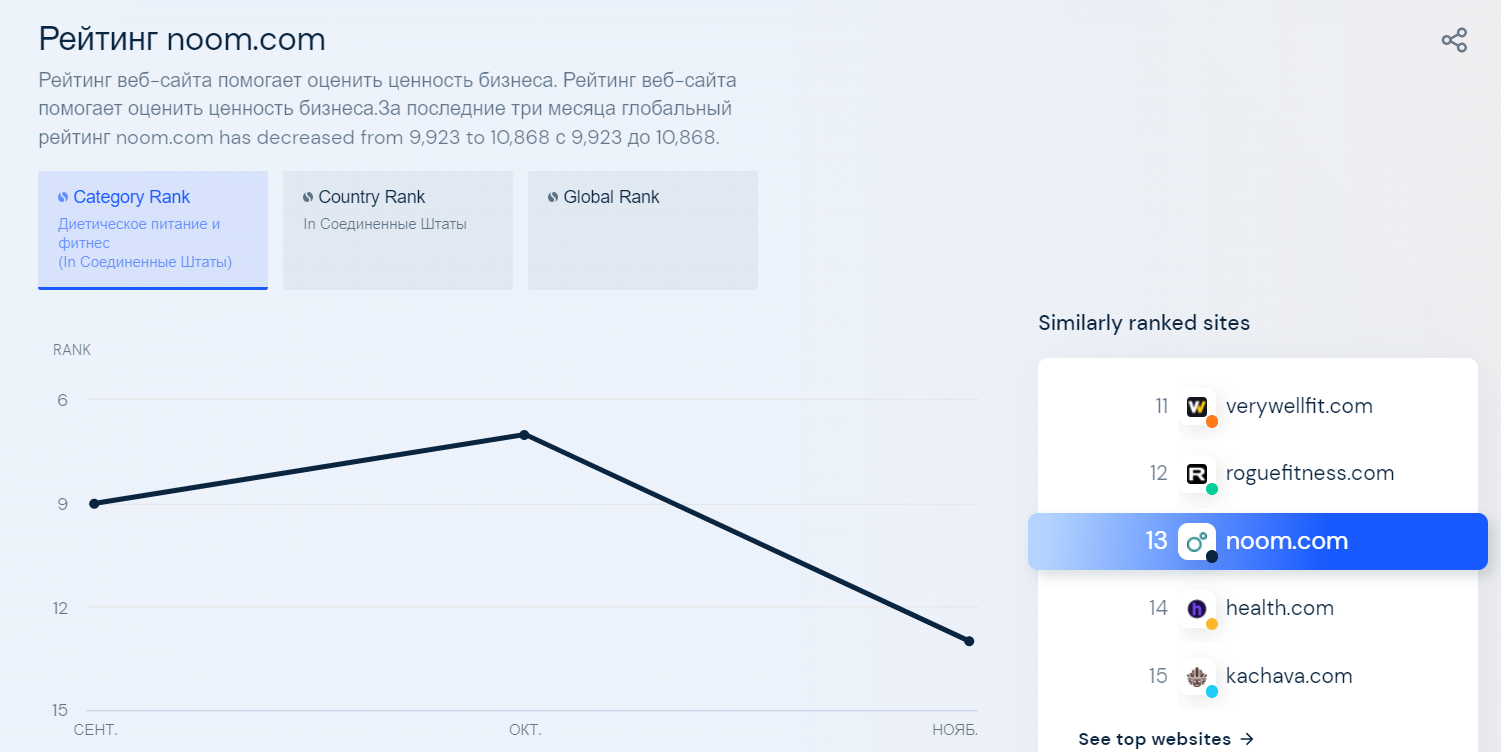 Рейтинг noom.com
Рейтинг веб-сайта помогает оценить ценность бизнеса. Рейтинг веб-сайта
помогает оценить ценность бизнеса.За последние три месяца глобальный
рейтинг noom.com has decreased from 9,923 to 10,868 с 9,923 до 10,868.
Category Rank
Диетическое питание и
фитнес
(In Соединенные Штаты)
Country Rank
In Соединенные Штаты
Global Rank
RANK
6
9
12
15
СЕНТ.
ОКТ.
НОЯБ.
Similarly ranked sites
11 verywellfit.com
12 R roguefitness.com
13 noom.com
14 h health.com
15 kachava.com
See top websites →